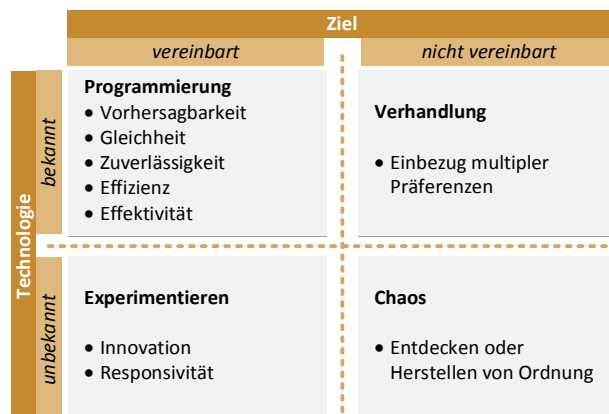 Ziel
vereinbart
nicht vereinbart
Technologie
bekannt
Programmierung
• Vorhersagbarkeit
• Gleichheit
• Zuverlässigkeit
• Effizienz
• Effektivität
Verhandlung
• Einbezug multipler
Präferenzen
unbekannt
Experimentieren
• Innovation
• Responsivität
Chaos
• Entdecken oder
Herstellen von Ordnung